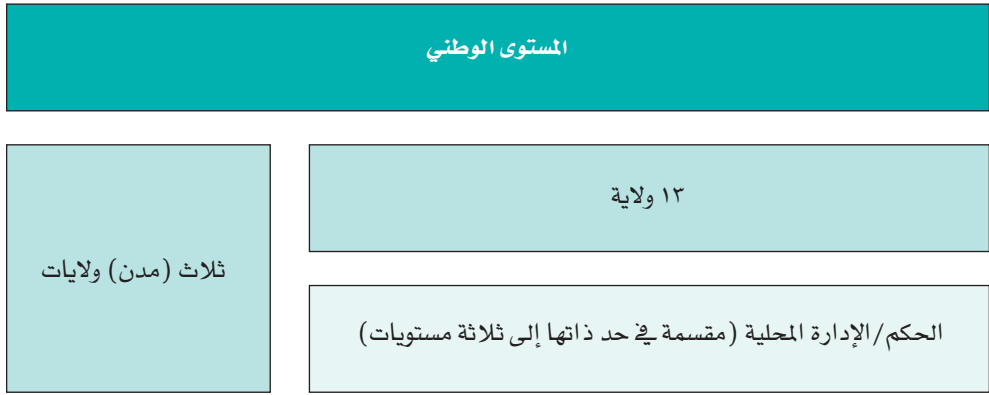 المستوى الوطني
١٣ ولاية
ثلاث (مدن) ولايات
الحكم/الإدارة المحلية (مقسمة في حد ذاتها إلى ثلاثة مستويات)